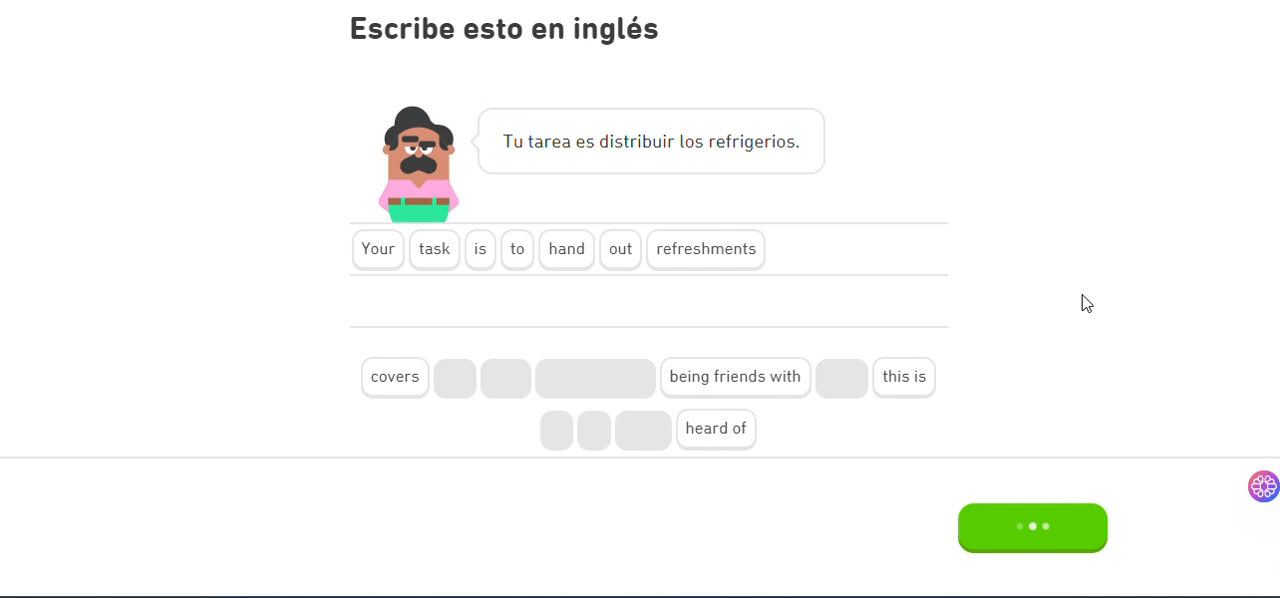 Escribe esto en inglés
Tu tarea es distribuir los refrigerios.
Your task is to hand out refreshments
covers being friends with this is
heard of